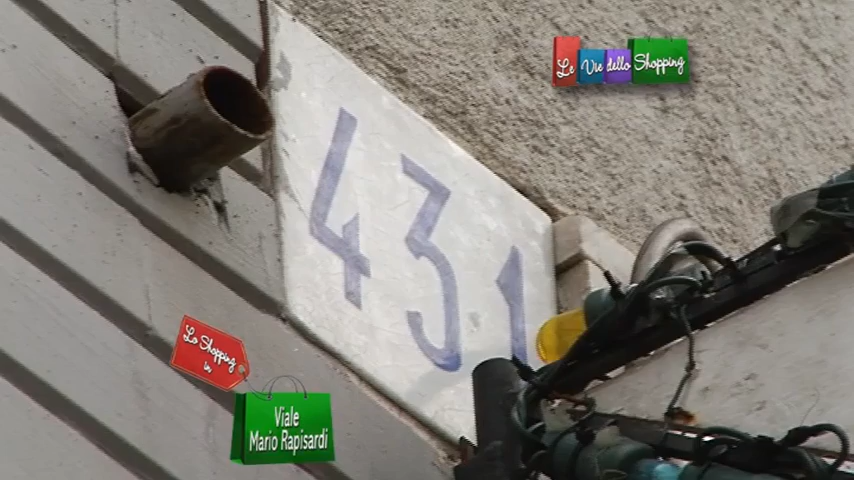 Le Vie dello Shopping
431
Lo Shopping
in
Viale
Mario Rapisardi